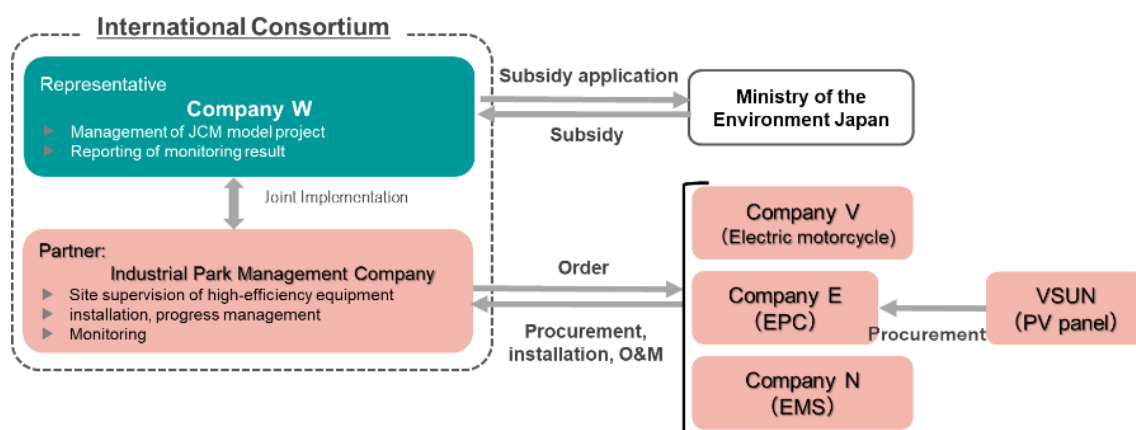 International Consortium
Representative
Company W
Management of JCM model project
Reporting of monitoring result
Subsidy application
Subsidy
Ministry of the
Environment Japan
Joint Implementation
Partner:
Industrial Park Management Company
Site supervision of high-efficiency equipment
installation, progress management
Monitoring
Order
Procurement,
installation, O&M
Company V
(Electric motorcycle)
Company E
(EPC)
Procurement
VSUN
(PV panel)
Company N
(EMS)